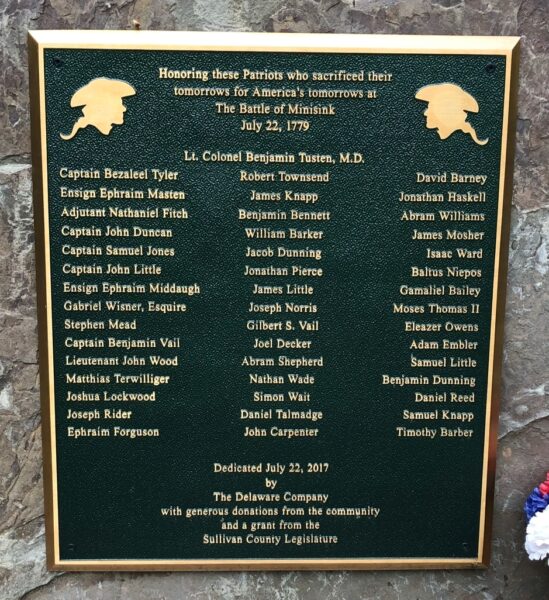 Honoring these Patriots who sacrificed their
tomorrows for America's tomorrows at
The Battle of Minisink
July 22, 1779
Lt. Colonel Benjamin Tusten, M.D.
Captain Bezaleel Tyler
Ensign Ephraim Masten
Adjutant Nathaniel Fitch
Captain John Duncan
Captain Samuel Jones
Captain John Little
Ensign Ephraim Middaugh
Gabriel Wisner, Esquire
Stephen Mead
Captain Benjamin Vail
Lieutenant John Wood
Matthias Terwilliger
Joshua Lockwood
Joseph Rider
Ephraim Forguson
Robert Townsend
James Knapp
Benjamin Bennett
William Barker
Jacob Dunning
Jonathan Pierce
James Little
Joseph Norris
Gilbert S. Vail
Joel Decker
Abram Shepherd
Nathan Wade
Simon Wait
Daniel Talmadge
John Carpenter
David Barney
Jonathan Haskell
Abram Williams
James Mosher
Isaac Ward
Baltus Niepos
Gamaliel Bailey
Moses Thomas II
Eleazer Owens
Adam Embler
Samuel Little
Benjamin Dunning
Daniel Reed
Samuel Knapp
Timothy Barber
Dedicated July 22, 2017
by
The Delaware Company
with generous donations from the community
and a grant from the
Sullivan County Legislature